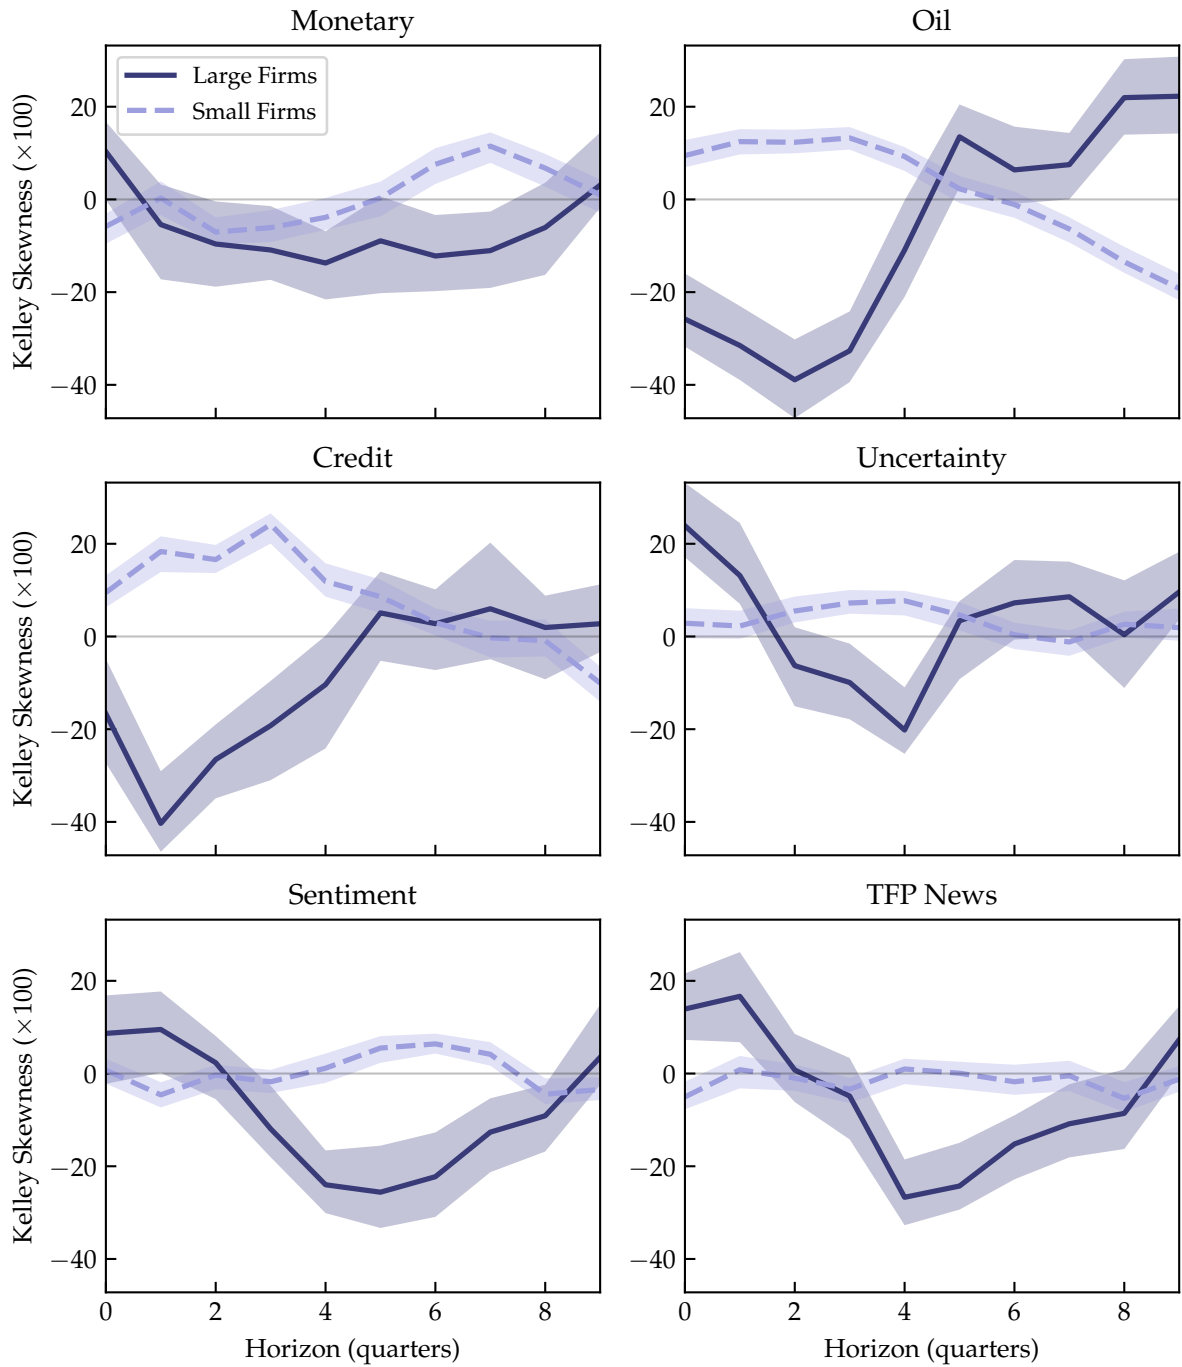 Monetary
Oil
Kelley Skewness (×100)
20
0
−20
−40
Large Firms
Small Firms
20
0
−20
−40
Credit
Uncertainty
Kelley Skewness (×100)
20
0
−20
−40
20
0
−20
−40
Sentiment
TFP News
Kelley Skewness (×100)
20
0
−20
−40
20
0
−20
−40
0 2 4 6 8
0 2 4 6 8
Horizon (quarters)
Horizon (quarters)